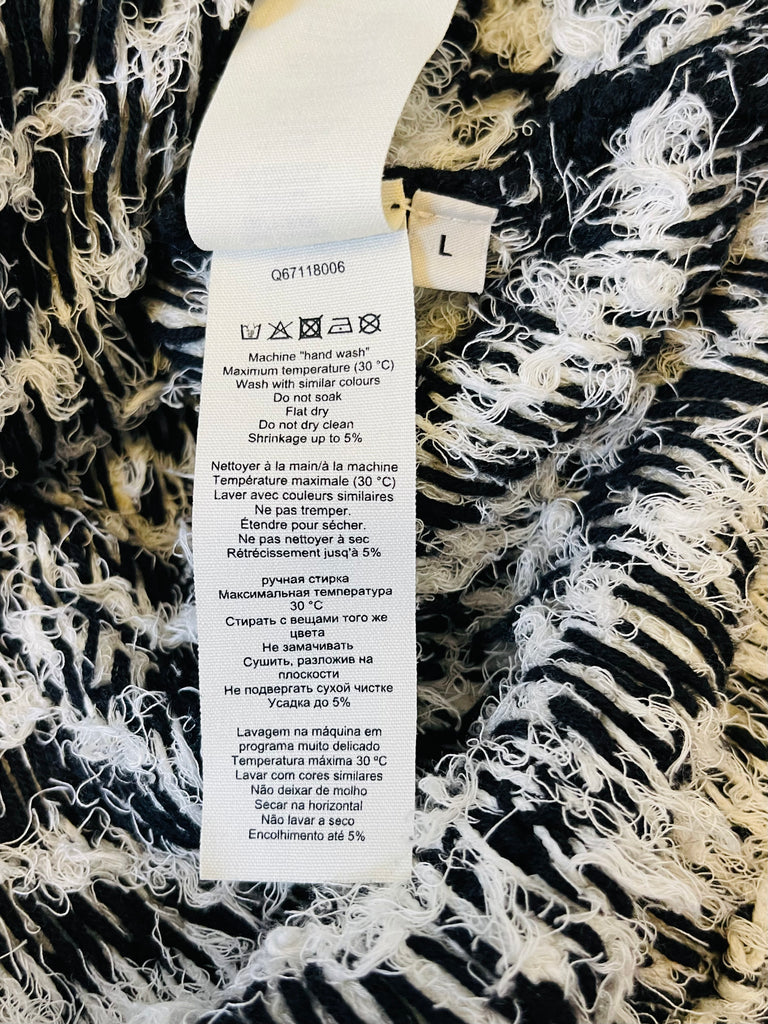 L
Q67118006
Machine "hand wash"
Maximum temperature (30 °C)
Wash with similar colours
Do not soak
Flat dry
Do not dry clean
Shrinkage up to 5%
Nettoyer à la main/à la machine
Température maximale (30 °C)
Laver avec couleurs similaires
Ne pas tremper.
Étendre pour sécher.
Ne pas nettoyer à sec
Rétrécissement jusq'à 5%
ручная стирка
Максимальная температура
30 °C
Стирать с вещами того же
цвета
Не замачивать
Сушить, разложив на
плоскости
Не подвергать сухой чистке
Усадка до 5%
Lavagem na máquina em
programa muito delicado
Temperatura máxima 30 ºC
Lavar com cores similares
Não deixar de molho
Secar na horizontal
Não lavar a seco
Encolhimento até 5%